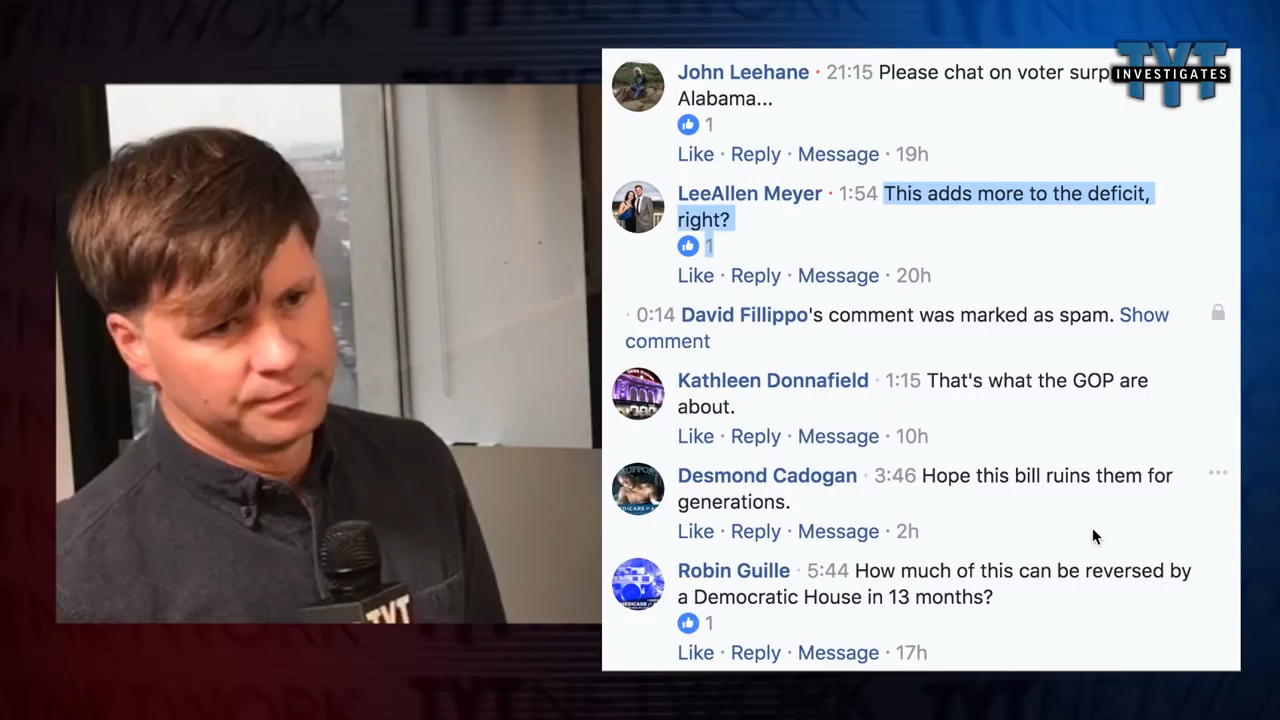 TYT
INVESTIGATES
John Leehane · 21:15 Please chat on voter surp
Alabama...
1
Like · Reply · Message · 19h
LeeAllen Meyer · 1:54 This adds more to the deficit,
right?
1
Like · Reply · Message · 20h
· 0:14 David Fillippo's comment was marked as spam. Show
comment
Kathleen Donnafield · 1:15 That's what the GOP are
about.
Like · Reply · Message · 10h
Desmond Cadogan · 3:46 Hope this bill ruins them for
generations.
Like · Reply · Message · 2h
Robin Guille · 5:44 How much of this can be reversed by
a Democratic House in 13 months?
1
Like · Reply · Message · 17h
TYT
NETWORK
TYT NETWORK